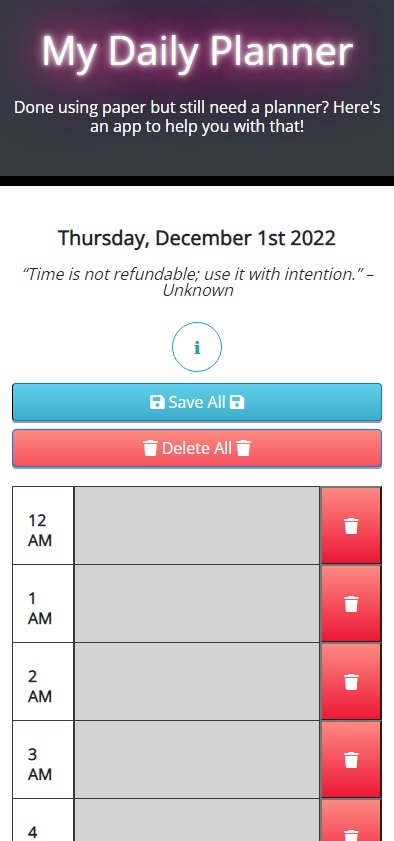 My Daily Planner
Done using paper but still need a planner? Here's
an app to help you with that!
Thursday, December 1st 2022
“Time is not refundable; use it with intention.” –
Unknown
i
Save All
Delete All
12
AM
1
AM
2
AM
3
AM
4